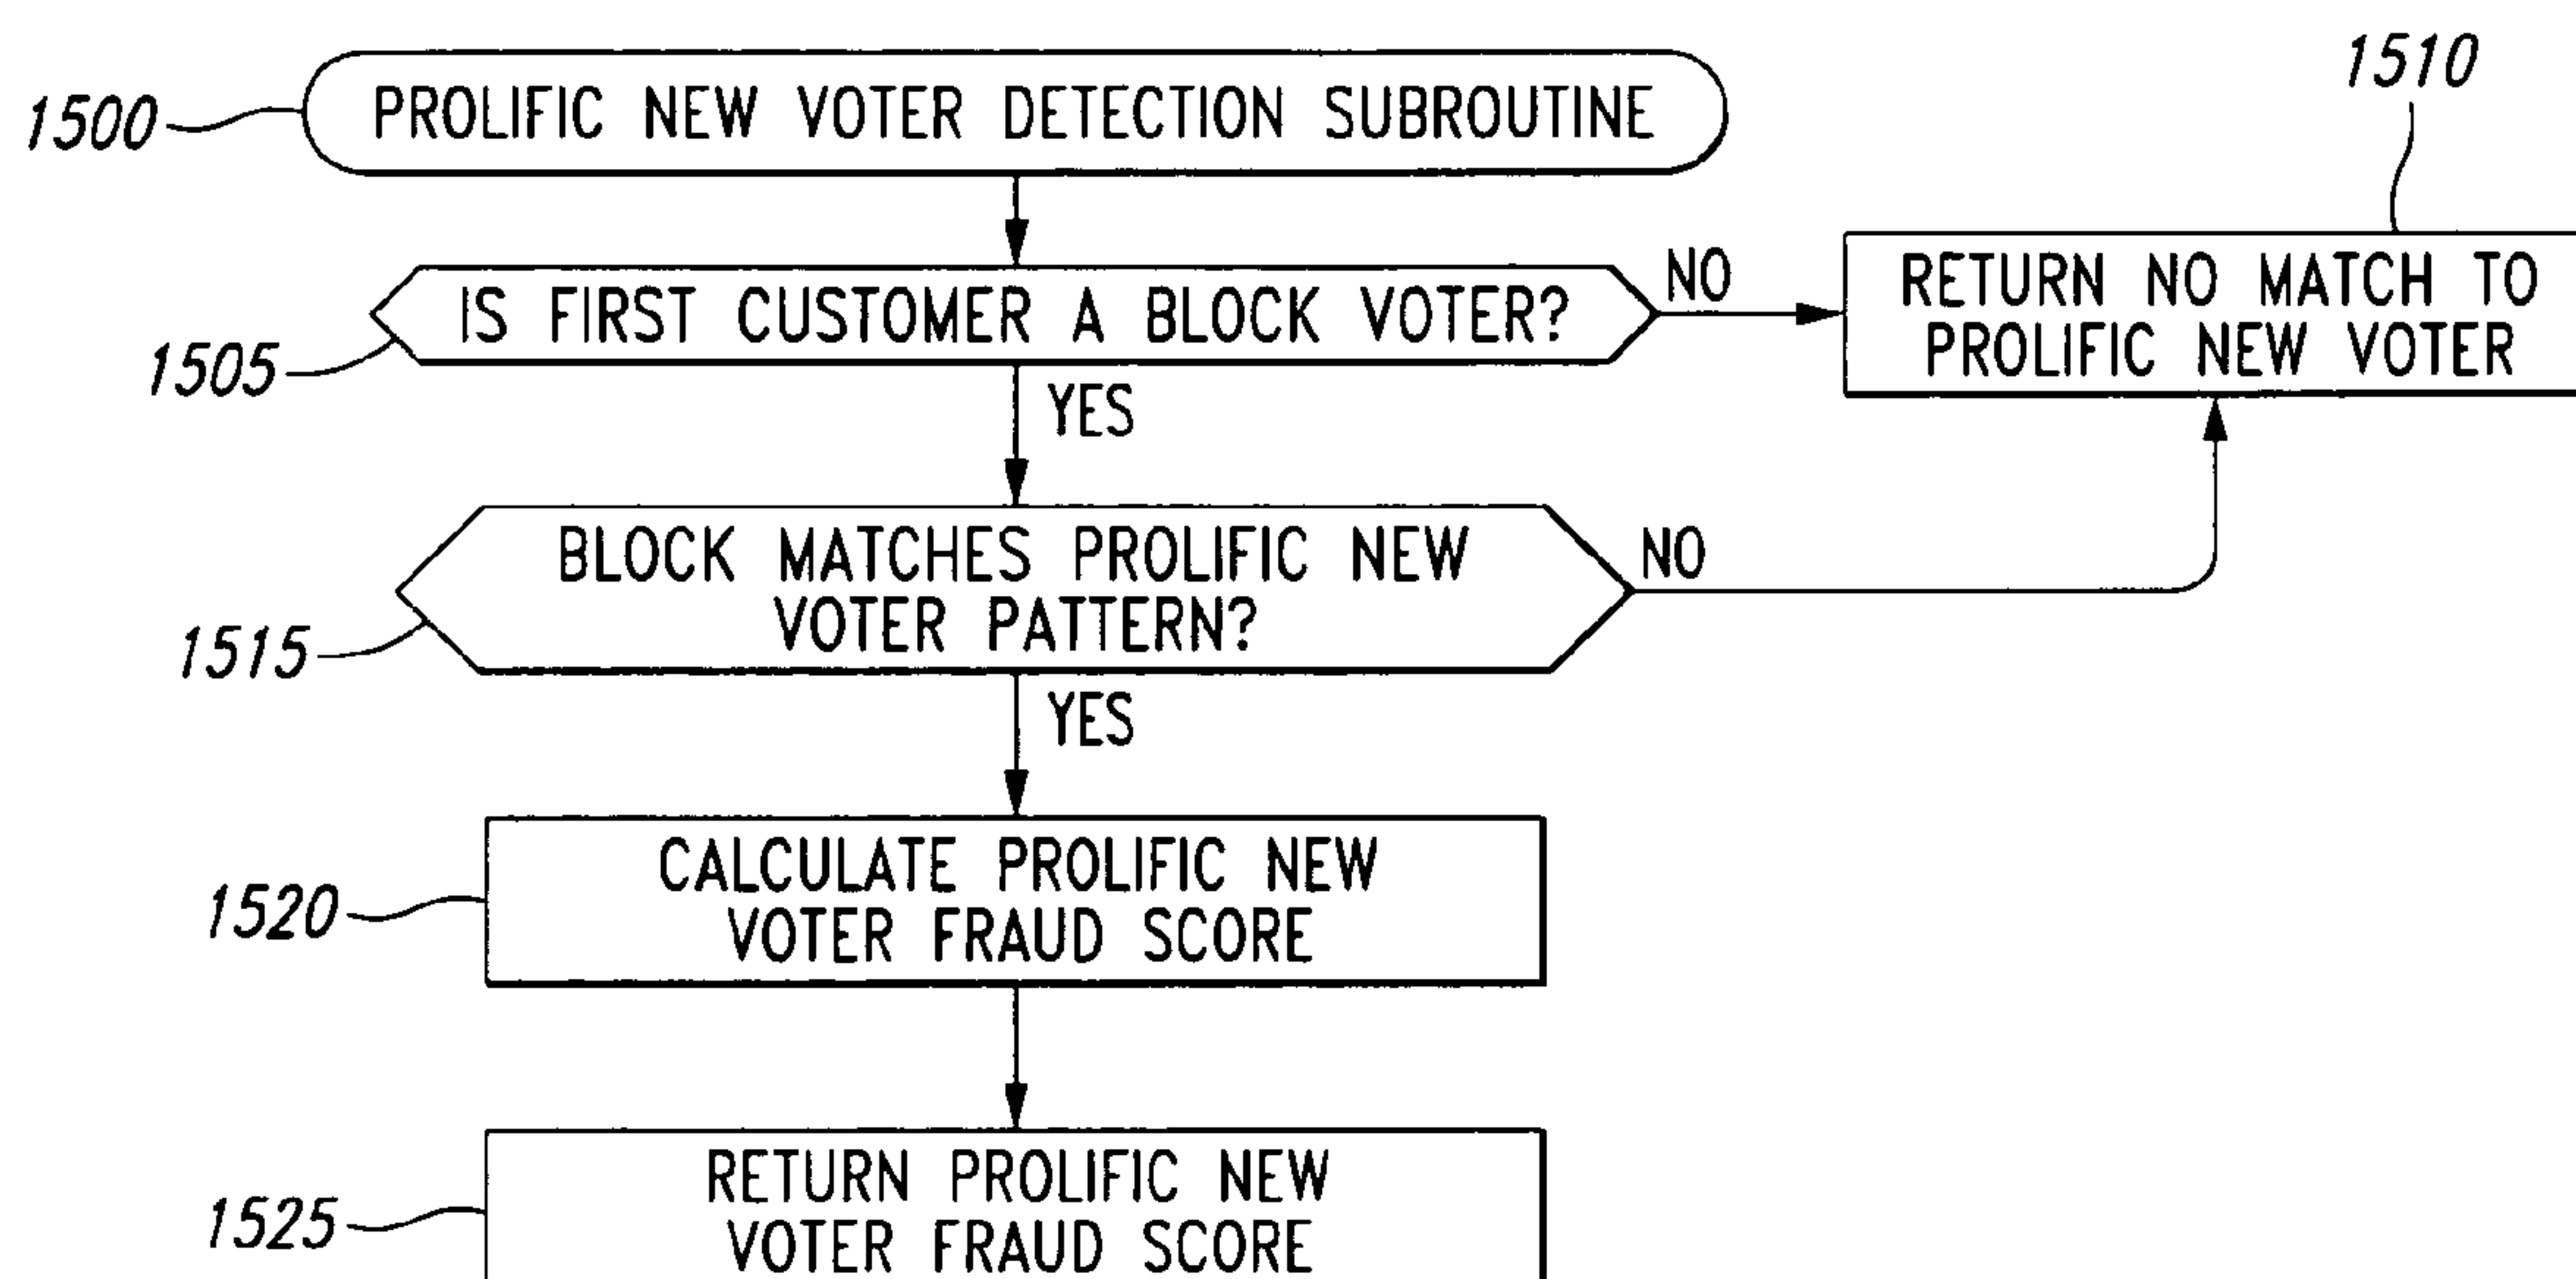 1510
1500
PROLIFIC NEW VOTER DETECTION SUBROUTINE
IS FIRST CUSTOMER A BLOCK VOTER?
NO
RETURN NO MATCH TO
PROLIFIC NEW VOTER
1505
YES
BLOCK MATCHES PROLIFIC NEW
VOTER PATTERN?
NO
1515
YES
CALCULATE PROLIFIC NEW
VOTER FRAUD SCORE
1520
RETURN PROLIFIC NEW
VOTER FRAUD SCORE
1525